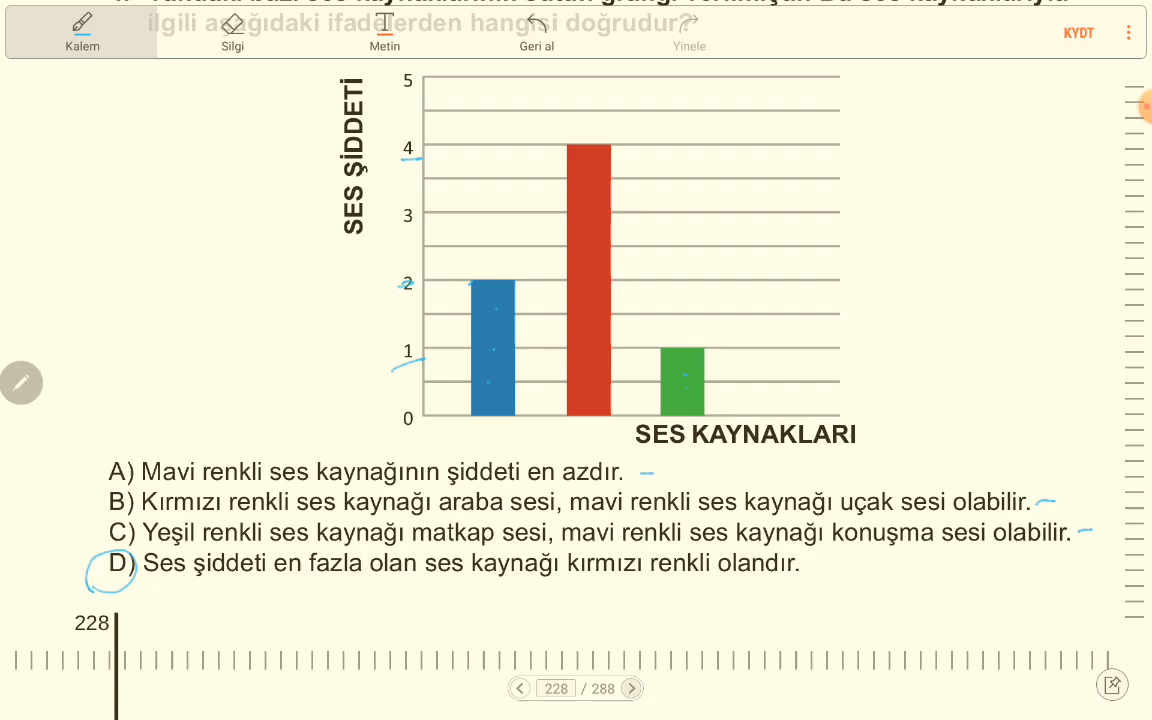 ilgili aşağıdaki ifadelerden hangisi doğrudur?
Kalem
Silgi
Metin
Geri al
Yinele
KYDT
SES ŞİDDETİ
5
4
3
2
1
0
SES KAYNAKLARI
A) Mavi renkli ses kaynağının şiddeti en azdır.
B) Kırmızı renkli ses kaynağı araba sesi, mavi renkli ses kaynağı uçak sesi olabilir.
C) Yeşil renkli ses kaynağı matkap sesi, mavi renkli ses kaynağı konuşma sesi olabilir.
D) Ses şiddeti en fazla olan ses kaynağı kırmızı renkli olandır.
228
228 / 288